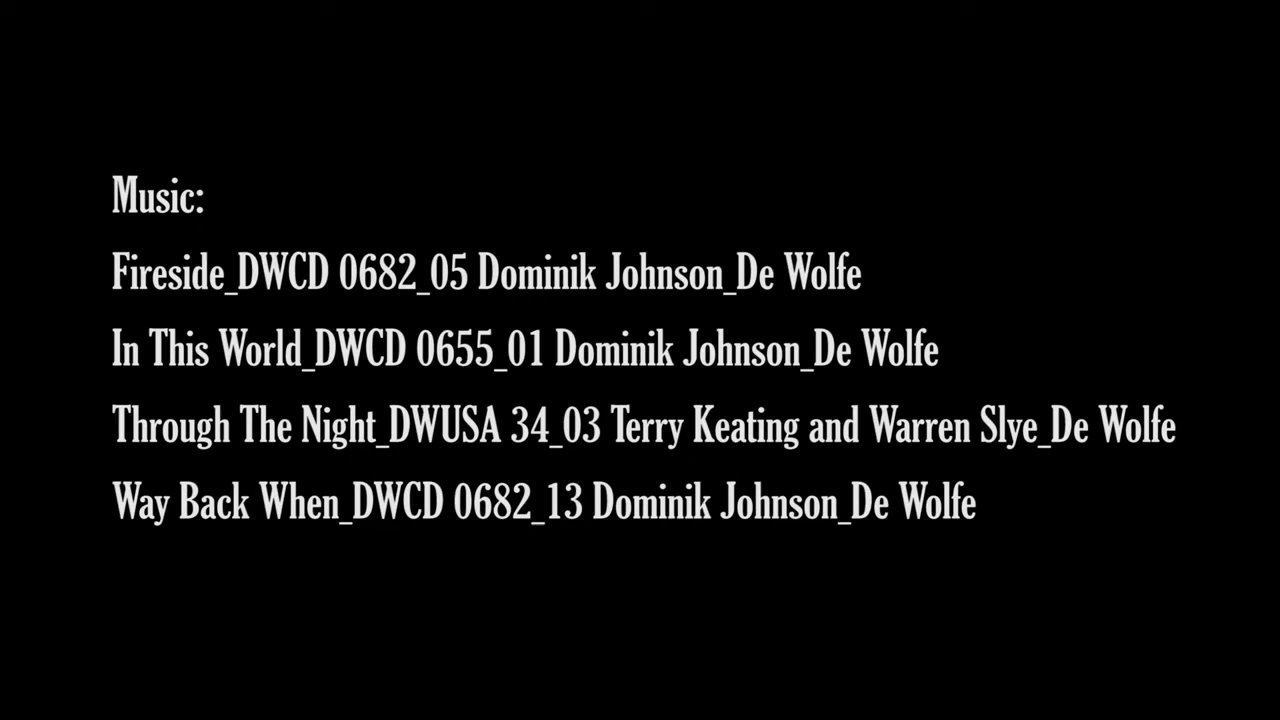 Music:
Fireside_DWCD 0682_05 Dominik Johnson_De Wolfe
In This World_DWCD 0655_01 Dominik Johnson_De Wolfe
Through The Night_DWUSA 34_03 Terry Keating and Warren Slye_De Wolfe
Way Back When_DWCD 0682_13 Dominik Johnson_De Wolfe